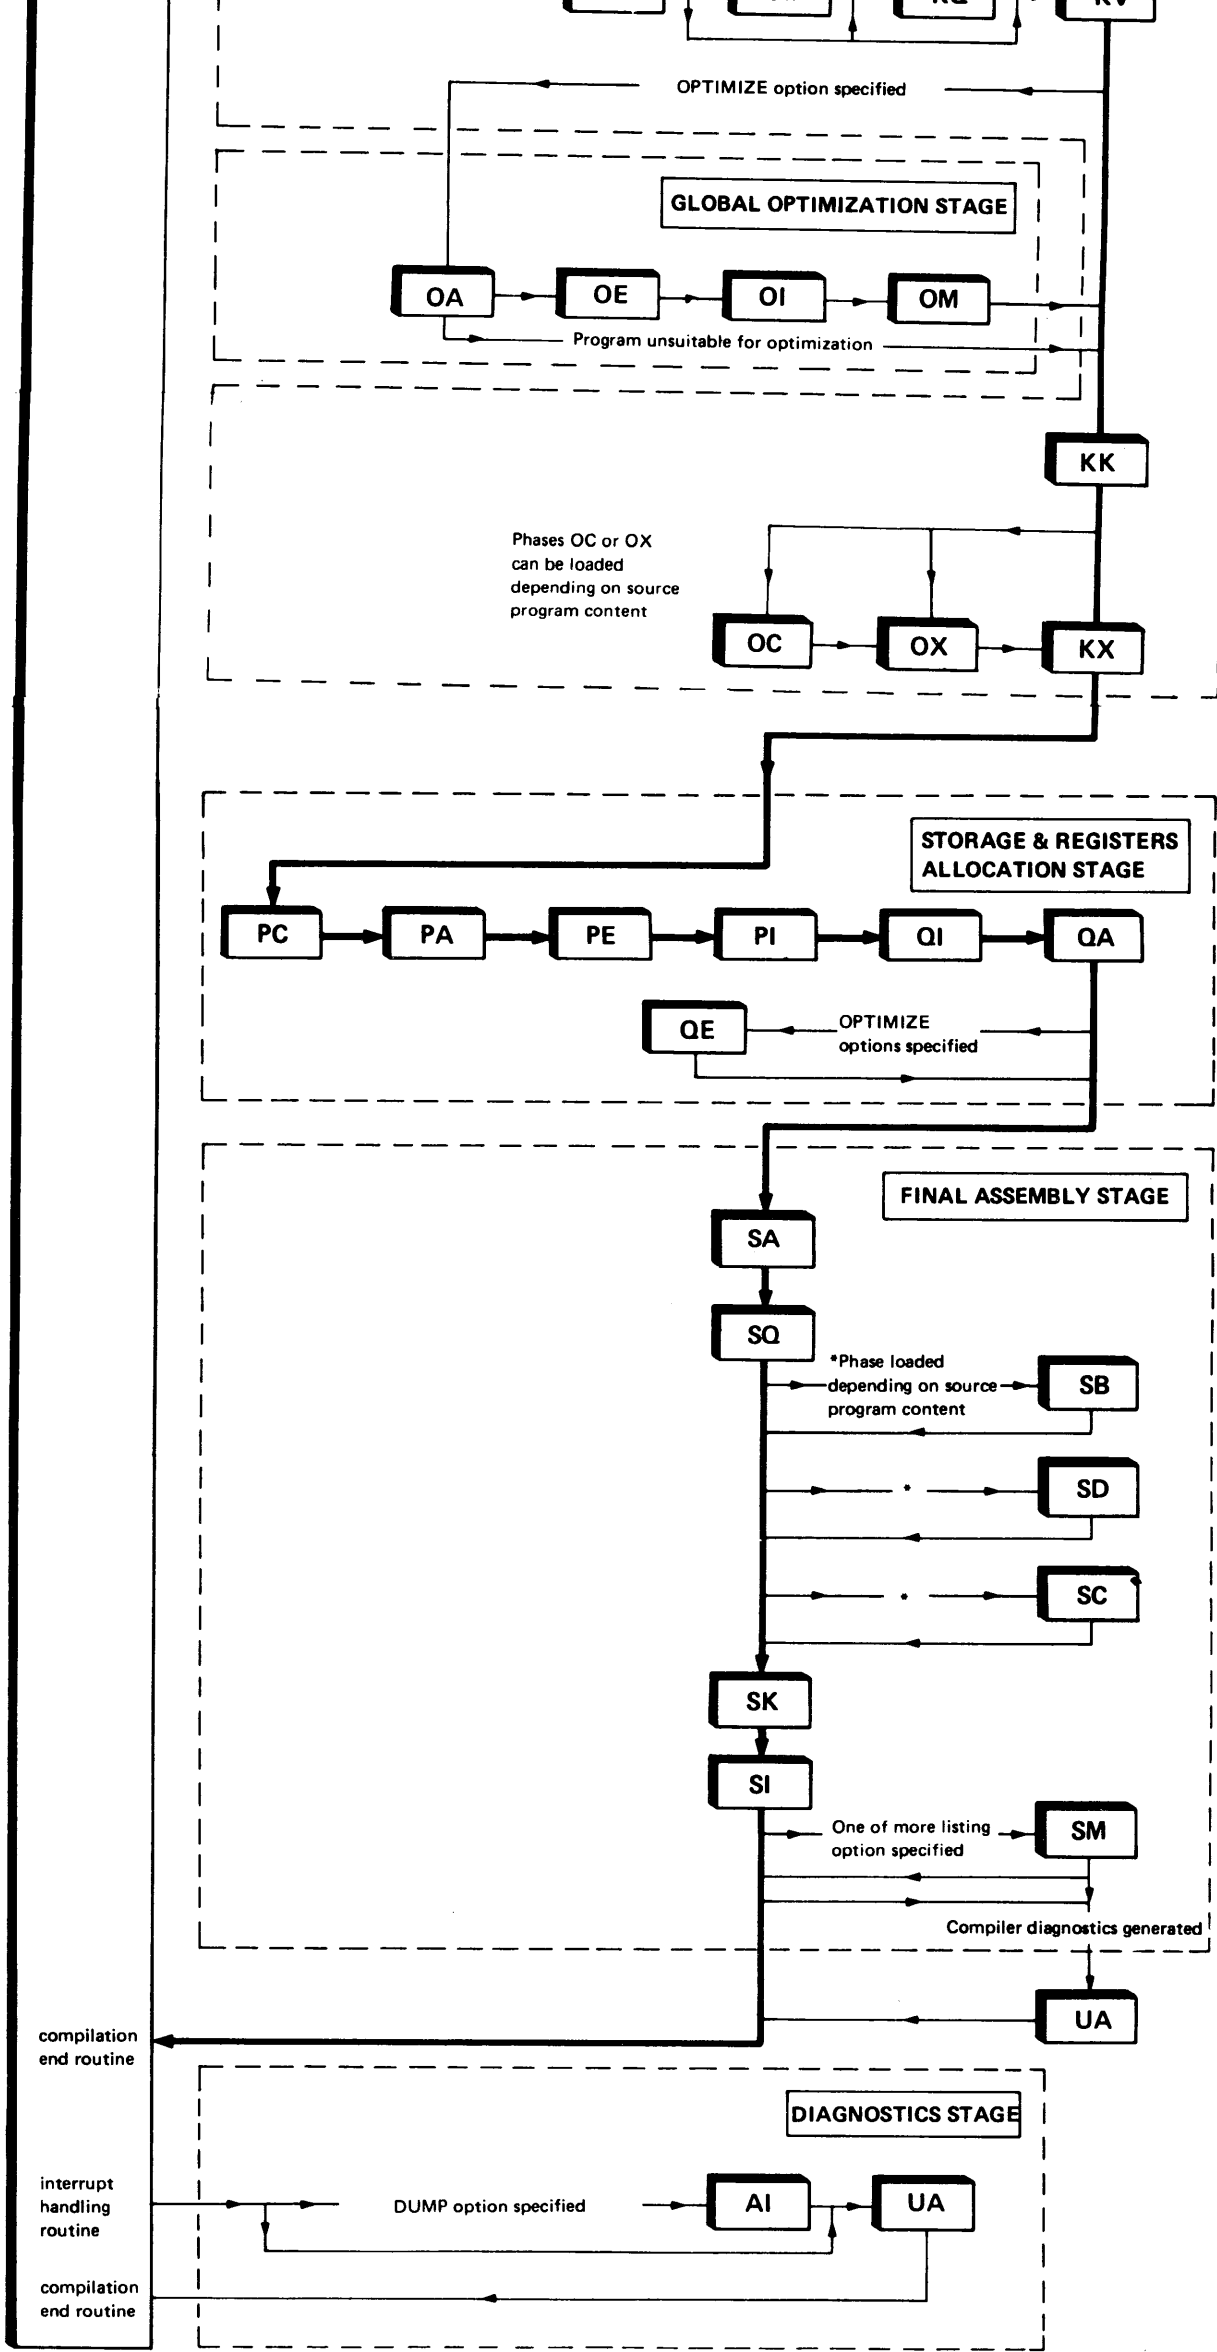 OPTIMIZE option specified
GLOBAL OPTIMIZATION STAGE
OA
OE
OI
OM
Program unsuitable for optimization
KK
Phases OC or OX
can be loaded
depending on source
program content
OC
OX
KX
STORAGE & REGISTERS
ALLOCATION STAGE
PC
PA
PE
PI
QI
QA
QE
OPTIMIZE
options specified
FINAL ASSEMBLY STAGE
SA
SQ
*Phase loaded
depending on source
program content
SB
*
SD
*
SC
SK
SI
One of more listing
option specified
SM
Compiler diagnostics generated
UA
compilation
end routine
DIAGNOSTICS STAGE
interrupt
handling
routine
DUMP option specified
AI
UA
compilation
end routine